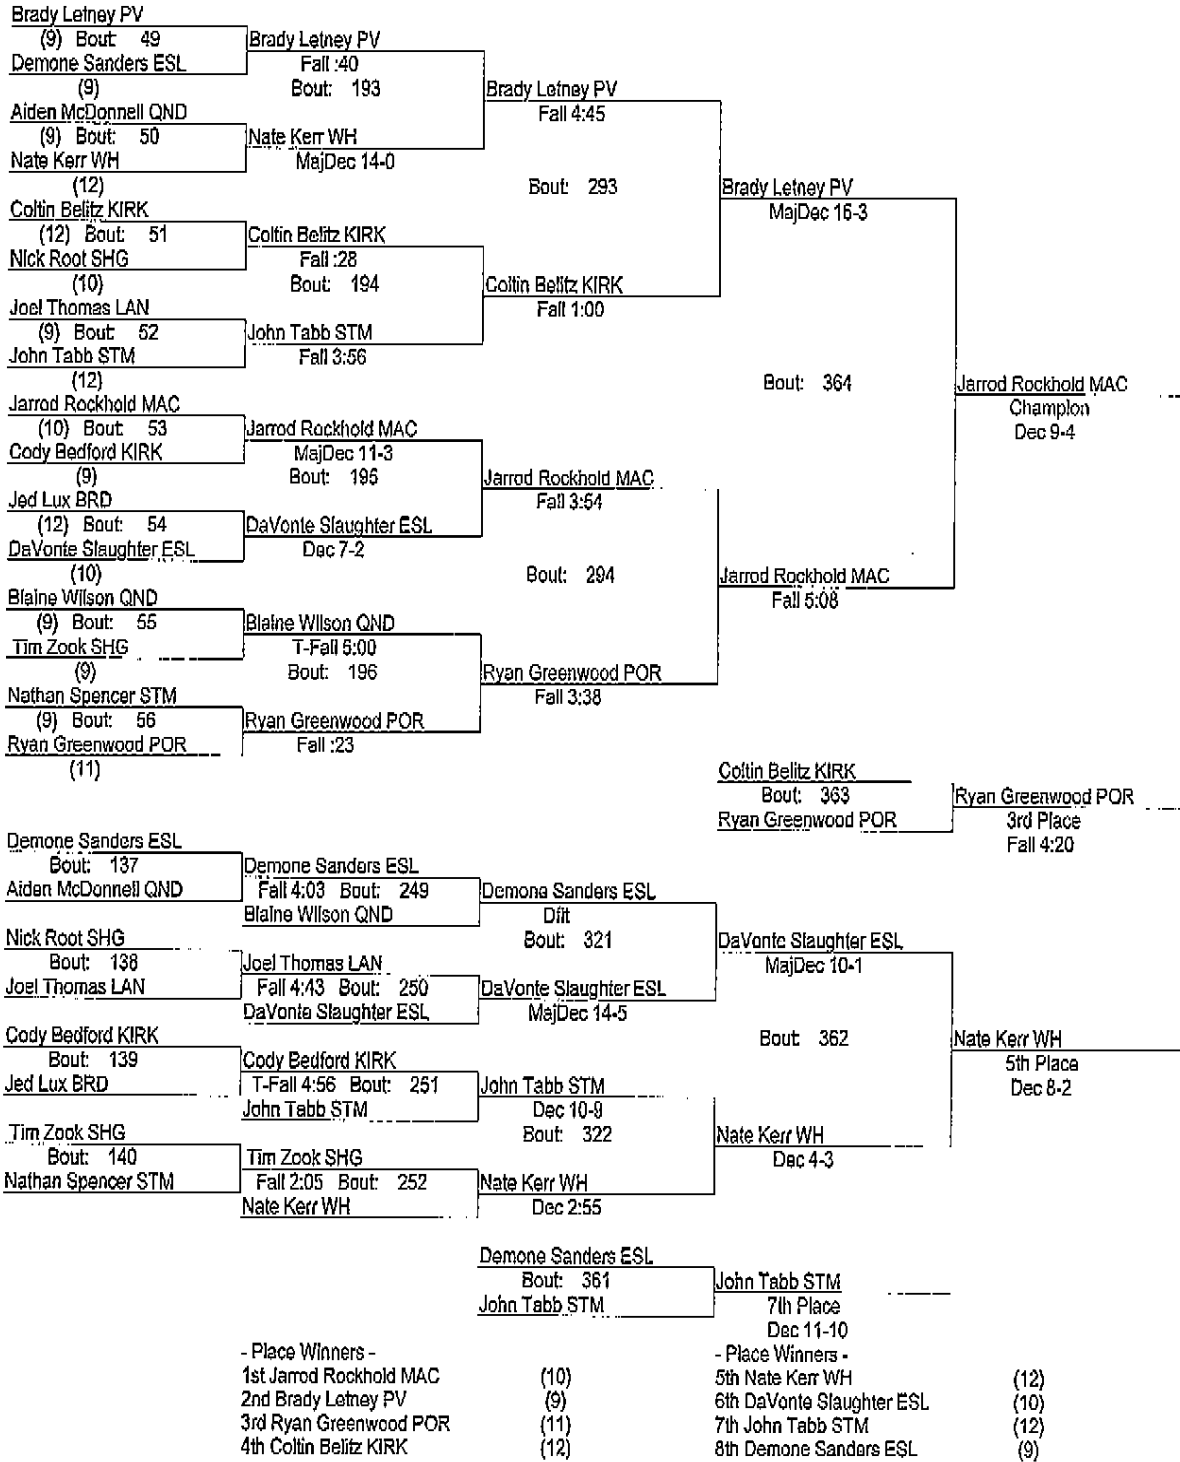 Brady Letney PV
(9) Bout: 49
Demone Sanders ESL
(9)
Aiden McDonnell QND
(9) Bout: 50
Nate Kerr WH
(12)
Coltin Belitz KIRK
(12) Bout: 51
Nick Root SHG
(10)
Joel Thomas LAN
(9) Bout: 52
John Tabb STM
(12)
Jarrod Rockhold MAC
(10) Bout: 53
Cody Bedford KIRK
(9)
Jed Lux BRD
(12) Bout: 54
DaVonte Slaughter ESL
(10)
Blaine Wilson QND
(9) Bout: 55
Tim Zook SHG
(9)
Nathan Spencer STM
(9) Bout: 56
Ryan Greenwood POR
(11)
Brady Letney PV
Fall :40
Bout: 193
Nate Kerr WH
MajDec 14-0
Coltin Belitz KIRK
Fall :28
Bout: 194
John Tabb STM
Fall 3:56
Jarrod Rockhold MAC
MajDec 11-3
Bout: 195
DaVonte Slaughter ESL
Dec 7-2
Blaine Wilson QND
T-Fall 5:00
Bout: 196
Ryan Greenwood POR
Fall :23
Brady Letney PV
Fall 4:45
Bout: 293
Coltin Belitz KIRK
Fall 1:00
Jarrod Rockhold MAC
Fall 3:54
Bout: 294
Ryan Greenwood POR
Fall 3:38
Brady Letney PV
MajDec 16-3
Bout: 364
Jarrod Rockhold MAC
Fall 5:08
Jarrod Rockhold MAC
Champion
Dec 9-4
Coltin Belitz KIRK
Bout: 363
Ryan Greenwood POR
Ryan Greenwood POR
3rd Place
Fall 4:20
Demone Sanders ESL
Bout: 137
Aiden McDonnell QND
Nick Root SHG
Bout: 138
Joel Thomas LAN
Cody Bedford KIRK
Bout: 139
Jed Lux BRD
Tim Zook SHG
Bout: 140
Nathan Spencer STM
Demone Sanders ESL
Fall 4:03 Bout: 249
Blaine Wilson QND
Joel Thomas LAN
Fall 4:43 Bout: 250
DaVonte Slaughter ESL
Cody Bedford KIRK
T-Fall 4:56 Bout: 251
John Tabb STM
Tim Zook SHG
Fall 2:05 Bout: 252
Nate Kerr WH
Demone Sanders ESL
Dflt
Bout: 321
DaVonte Slaughter ESL
MajDec 14-5
John Tabb STM
Dec 10-9
Bout: 322
Nate Kerr WH
Dec 2:55
DaVonte Slaughter ESL
MajDec 10-1
Bout: 362
Nate Kerr WH
Dec 4-3
Nate Kerr WH
5th Place
Dec 8-2
Demone Sanders ESL
Bout: 361
John Tabb STM
John Tabb STM
7th Place
Dec 11-10
- Place Winners -
1st Jarrod Rockhold MAC (10)
2nd Brady Letney PV (9)
3rd Ryan Greenwood POR (11)
4th Coltin Belitz KIRK (12)
- Place Winners -
5th Nate Kerr WH (12)
6th DaVonte Slaughter ESL (10)
7th John Tabb STM (12)
8th Demone Sanders ESL (9)